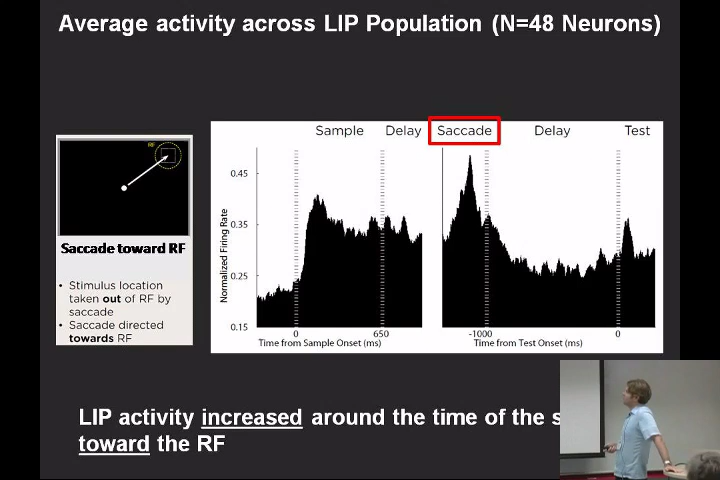 Average activity across LIP Population (N=48 Neurons)
Sample Delay Saccade Delay Test
RF
Saccade toward RF
• Stimulus location
taken out of RF by
saccade
• Saccade directed
towards RF
Normalized Firing Rate
0.45
0.35
0.25
0.15
0 650 -1000 0
Time from Sample Onset (ms) Time from Test Onset (ms)
LIP activity increased around the time of the s
toward the RF